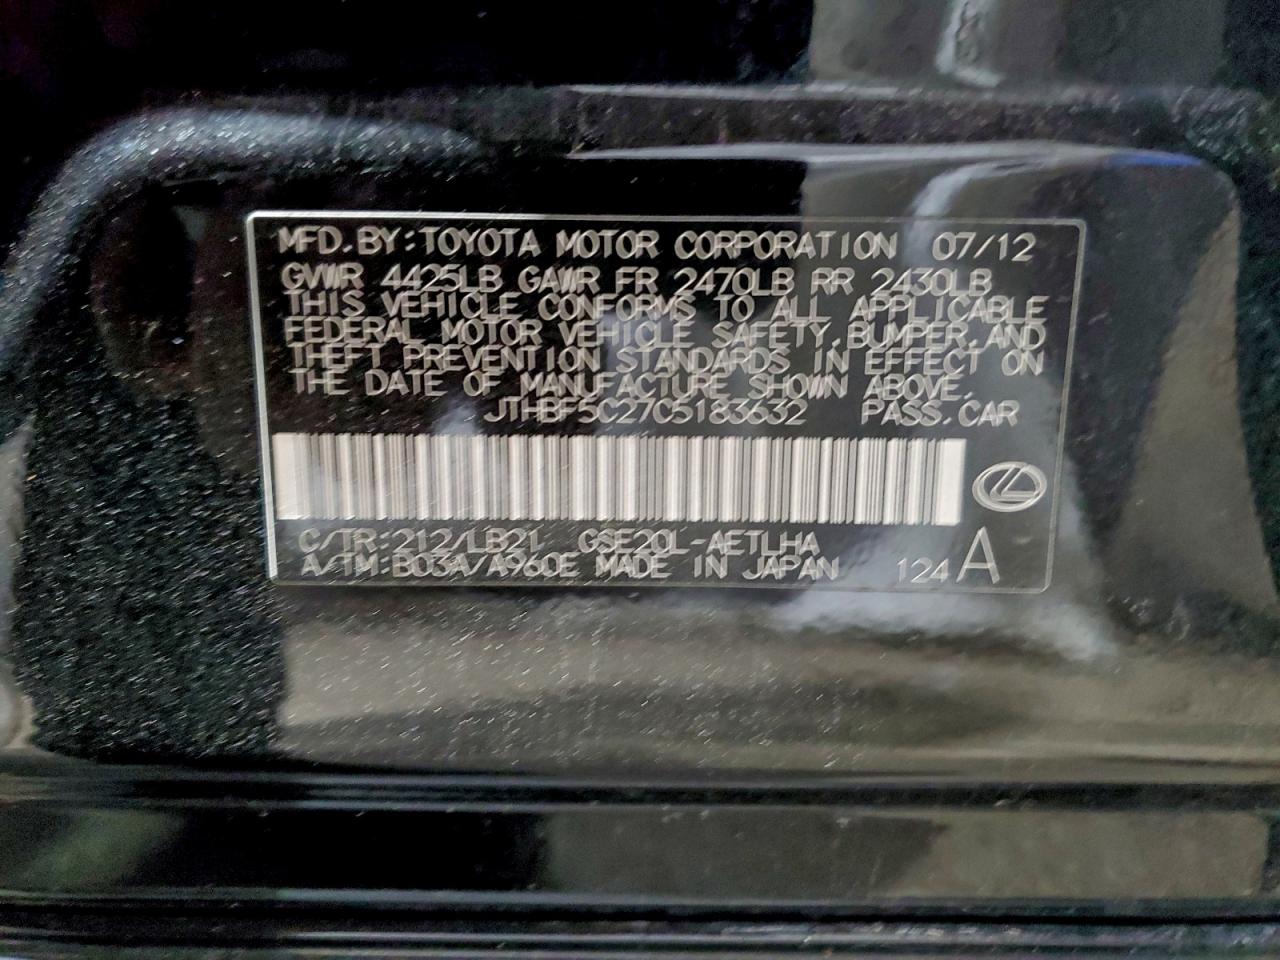 MFD. BY: TOYOTA MOTOR CORPORATION 07/12
GVWR 4425LB GAWR FR 2470LB RR 2430LB
THIS VEHICLE CONFORMS TO ALL APPLICABLE
FEDERAL MOTOR VEHICLE SAFETY, BUMPER, AND
THEFT PREVENTION STANDARDS IN EFFECT ON
THE DATE OF MANUFACTURE SHOWN ABOVE.
JTHBF5C27C5183632 PASS. CAR
C/TR: 212/LB21 GSE20L-AETLHA
A/TM: B03A/A960E MADE IN JAPAN 124 A